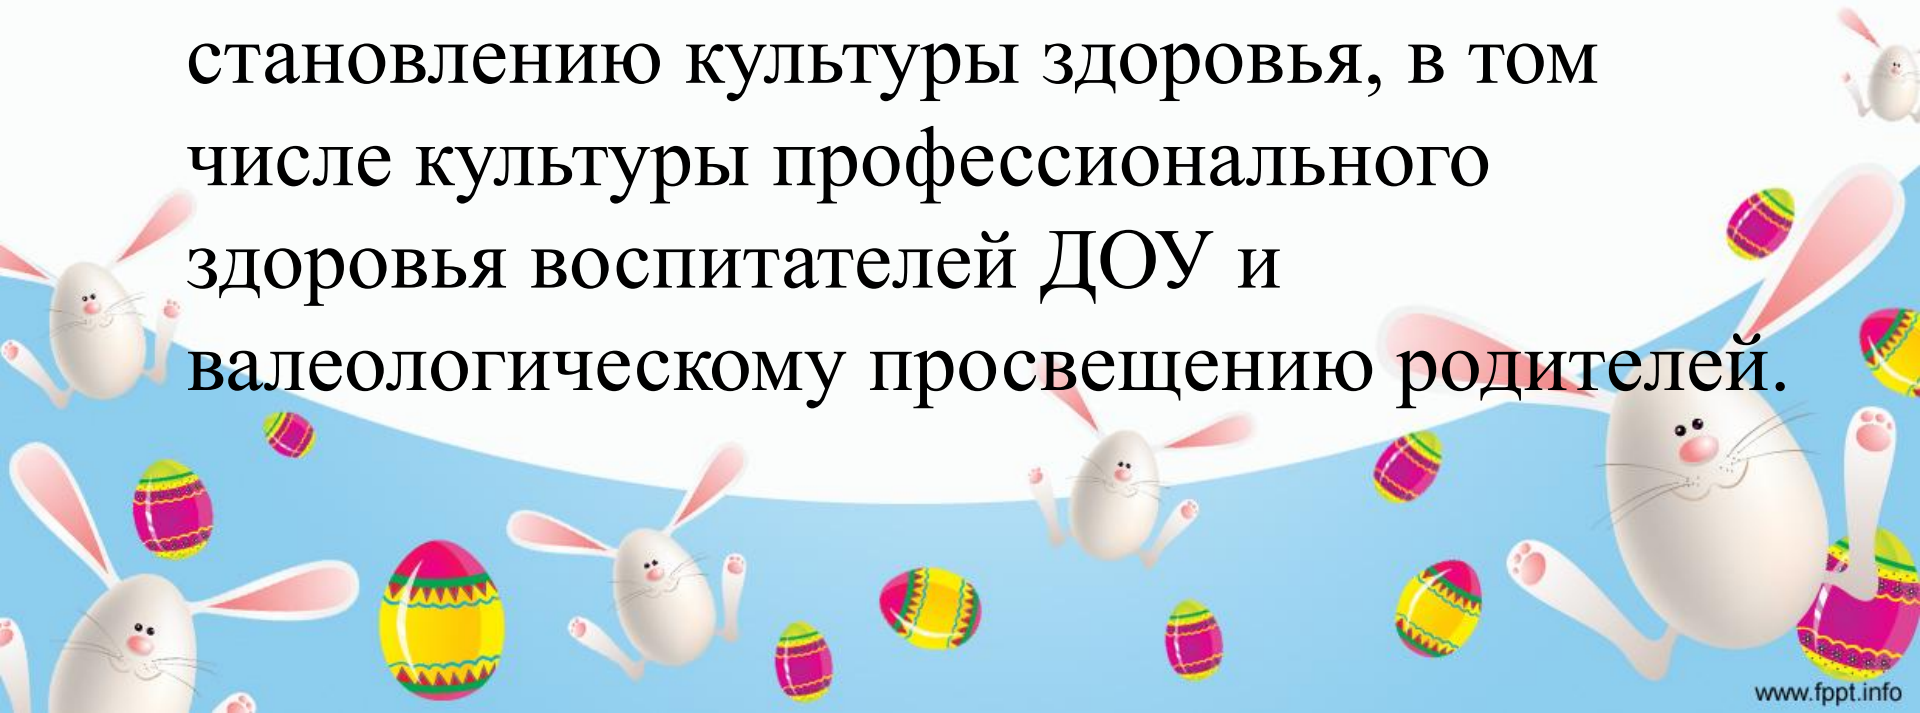 становлению культуры здоровья, в том
числе культуры профессионального
здоровья воспитателей ДОУ и
валеологическому просвещению родителей.
www.fppt.info